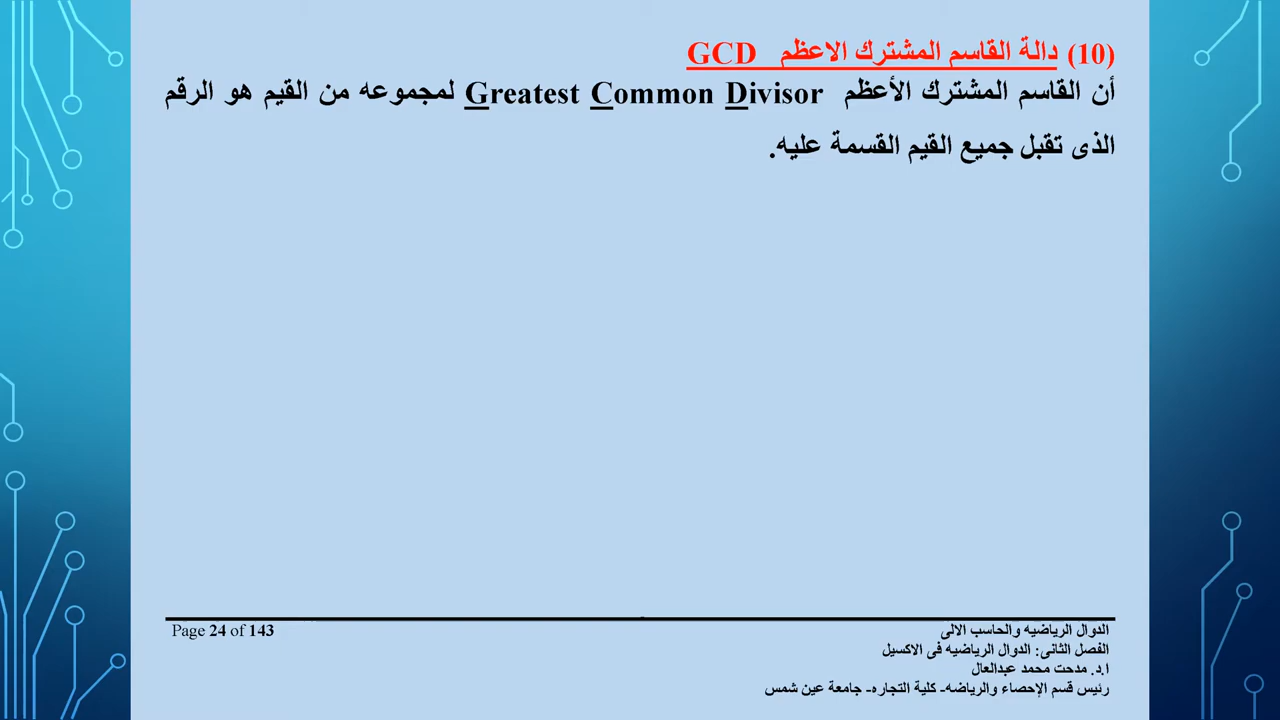 (10) دالة القاسم المشترك الاعظم GCD
أن القاسم المشترك الأعظم Greatest Common Divisor لمجموعه من القيم هو الرقم
الذى تقبل جميع القيم القسمة عليه.
الدوال الرياضيه والحاسب الالى
Page 24 of 143
الفصل الثانى: الدوال الرياضيه فى الاكسيل
ا.د. مدحت محمد عبدالعال
رئيس قسم الإحصاء والرياضه- كلية التجاره- جامعة عين شمس